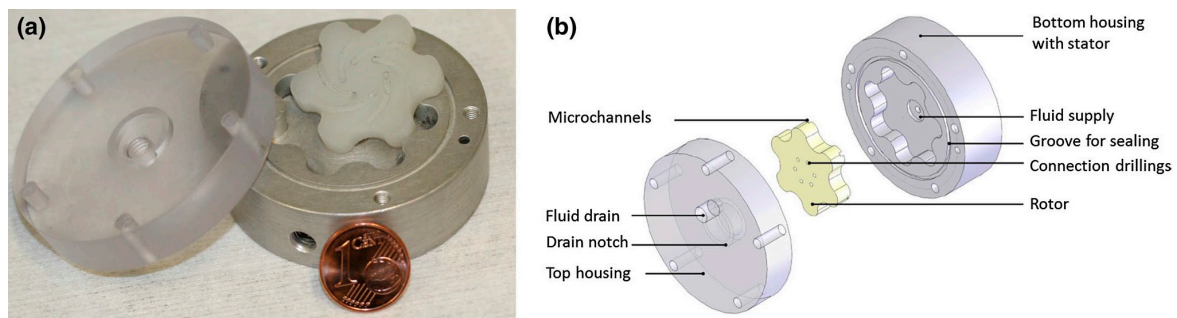 (a)
1
CENT
(b)
Bottom housing
with stator
Microchannels
Fluid supply
Groove for sealing
Connection drillings
Fluid drain
Rotor
Drain notch
Top housing